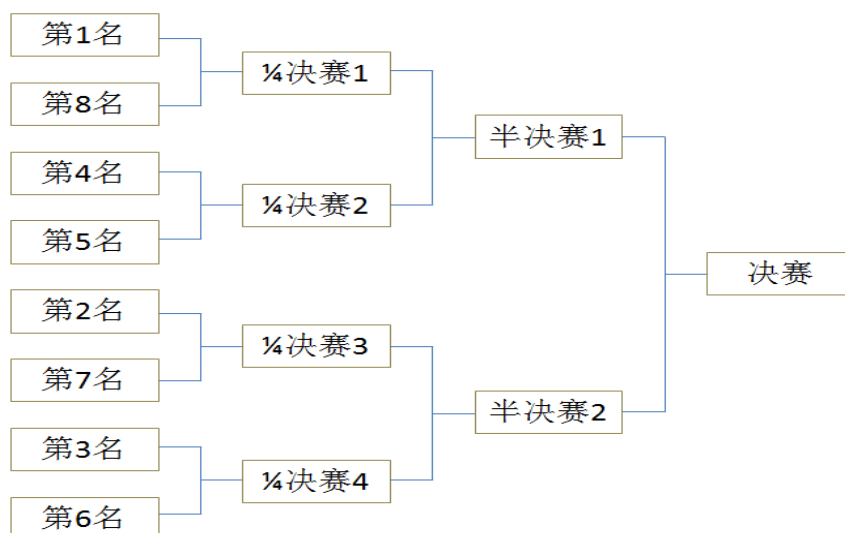 第1名
第8名
第4名
第5名
第2名
第7名
第3名
第6名
¼决赛1
¼决赛2
¼决赛3
¼决赛4
半决赛1
半决赛2
决赛